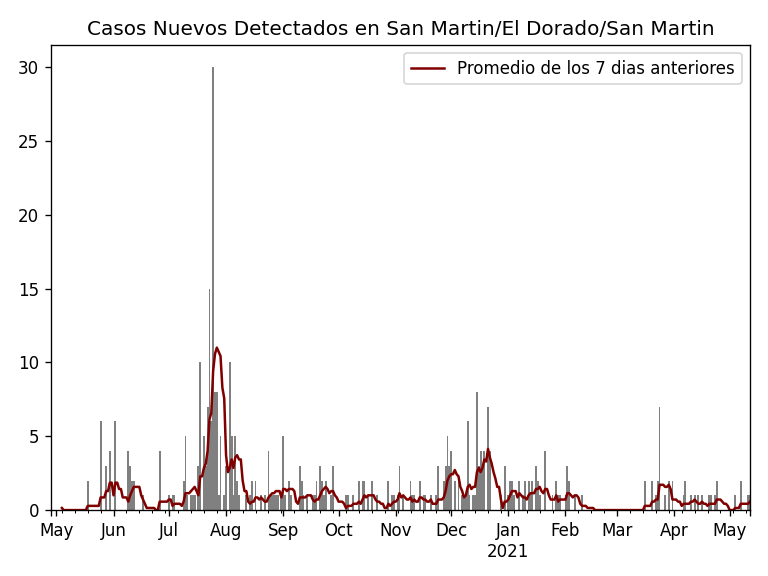 Casos Nuevos Detectados en San Martin/El Dorado/San Martin
Promedio de los 7 dias anteriores
30
25
20
15
10
5
0
May Jun Jul Aug Sep Oct Nov Dec Jan Feb Mar Apr May
2021